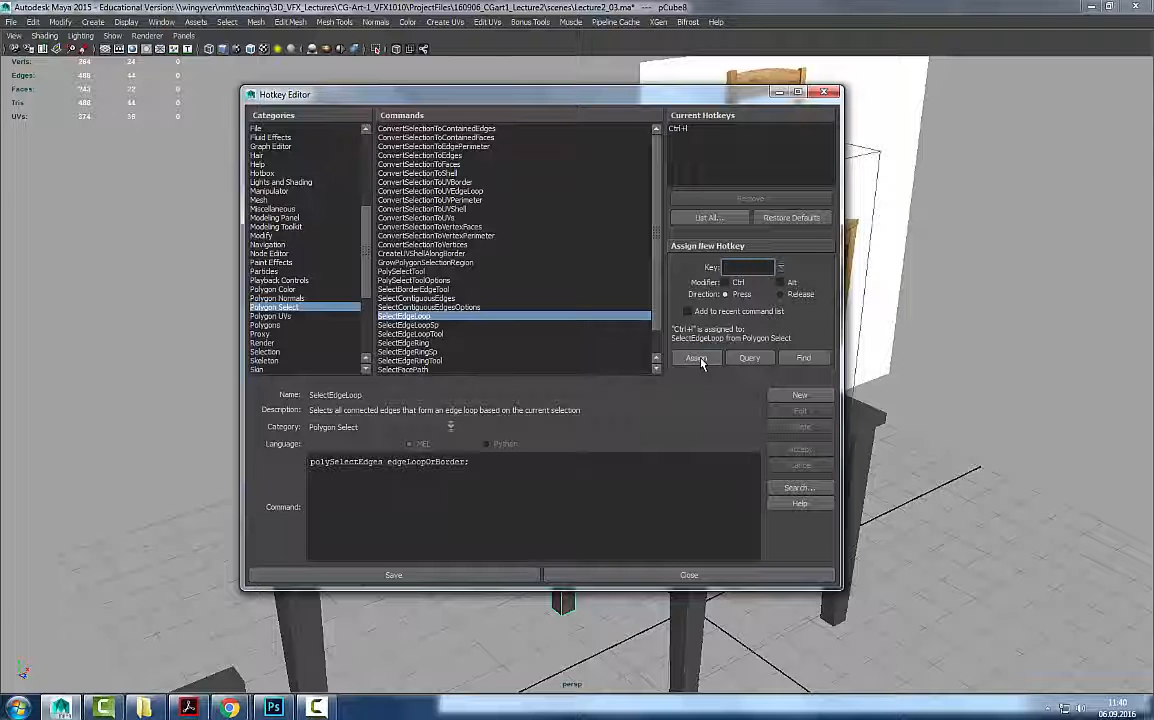 Autodesk Maya 2015 - Educational Version: \\wingyver\mmt\teaching\3D_VFX_Lectures\CG-Art-1_VFX1010\ProjectFiles\160906_CGart1_Lecture2\scenes\Lecture2_03.ma* --- pCube8
File Edit Modify Create Display Window Assets Select Mesh Edit Mesh Mesh Tools Normals Color Create UVs Edit UVs Bonus Tools Muscle Pipeline Cache XGen Bifrost Help
View Shading Lighting Show Renderer Panels
Verts: 264 24 0
Edges: 488 44 0
Faces: 243 22 0
Tris: 488 44 0
UVs: 374 36 0
Hotkey Editor
Categories
File
Fluid Effects
Graph Editor
Hair
Help
Hotbox
Lights and Shading
Manipulator
Mesh
Miscellaneous
Modeling Panel
Modeling Toolkit
Modify
Navigation
Node Editor
Paint Effects
Particles
Playback Controls
Polygon Color
Polygon Normals
Polygon Select
Polygon UVs
Polygons
Proxy
Render
Selection
Skeleton
Skin
Commands
ConvertSelectionToContainedEdges
ConvertSelectionToContainedFaces
ConvertSelectionToEdgePerimeter
ConvertSelectionToEdges
ConvertSelectionToFaces
ConvertSelectionToShell
ConvertSelectionToUVBorder
ConvertSelectionToUVEdgeLoop
ConvertSelectionToUVPerimeter
ConvertSelectionToUVShell
ConvertSelectionToUVs
ConvertSelectionToVertexFaces
ConvertSelectionToVertexPerimeter
ConvertSelectionToVertices
CreateUVShellAlongBorder
GrowPolygonSelectionRegion
PolySelectTool
PolySelectToolOptions
SelectBorderEdgeTool
SelectContiguousEdges
SelectContiguousEdgesOptions
SelectEdgeLoop
SelectEdgeLoopSp
SelectEdgeLoopTool
SelectEdgeRing
SelectEdgeRingSp
SelectEdgeRingTool
SelectFacePath
Current Hotkeys
Ctrl+l
Remove
List All... Restore Defaults
Assign New Hotkey
Key:
Modifier: Ctrl Alt
Direction: Press Release
Add to recent command list
"Ctrl+l" is assigned to:
SelectEdgeLoop from Polygon Select
Assign Query Find
Name: SelectEdgeLoop
Description: Selects all connected edges that form an edge loop based on the current selection
Category: Polygon Select
Language: MEL Python
polySelectEdges edgeLoopOrBorder;
Command:
New
Edit
Accept
Search...
Help
Save Close
persp
11:40
06.09.2016